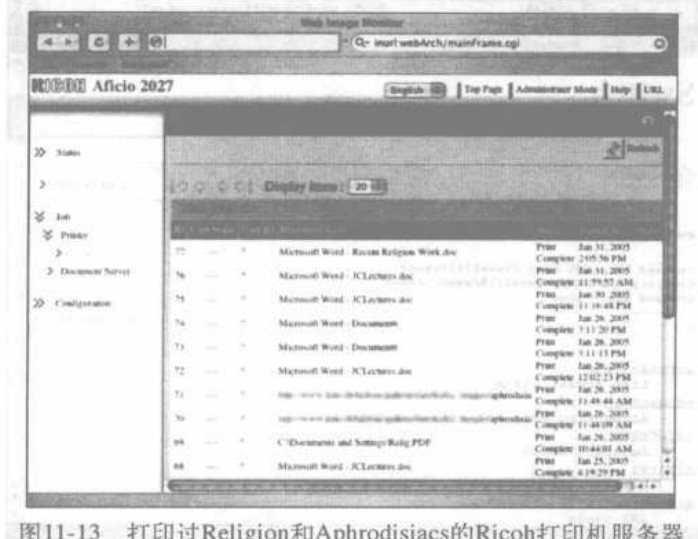 Web Image Monitor
inurl:webArch/mainFrame.cgi
RICOH Aficio 2027
English Top Page Administrator Mode Help URL
Refresh
Status
Display items : 20
Job
Printer
Document Server
Configuration
77 Microsoft Word - Recent Religion Work.doc Print Complete Jan 31, 2005 2:05:56 PM
76 Microsoft Word - JCLectures.doc Print Complete Jan 31, 2005 11:59:57 AM
75 Microsoft Word - JCLectures.doc Print Complete Jan 30, 2005 11:16:48 PM
74 Microsoft Word - Document6 Print Complete Jan 26, 2005 20 PM
73 Microsoft Word - Document6 Print Complete Jan 26, 2005 PM
72 Microsoft Word - JCLectures.doc Print Complete Jan 26, 2005 12:02:23 PM
71 aphrodisia Print Complete Jan 26, 2005 11:48:44 AM
70 aphrodisia Print Complete Jan 26, 2005 11:48:09 AM
69 C:\Documents and Settings\Relig.PDF Print Complete Jan 26, 2005 10:44:01 AM
68 Microsoft Word - JCLectures.doc Print Complete Jan 25, 2005 4:19:29 PM
图11-13 打印过Religion和Aphrodisiacs的Ricoh打印机服务器